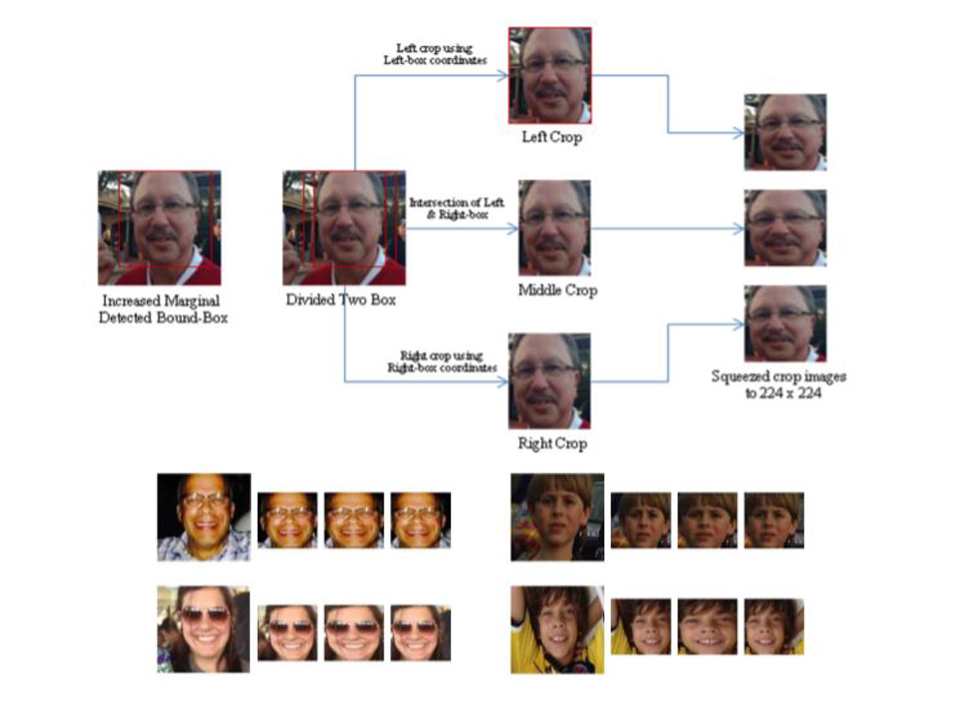 Left crop using
Left-box coordinates
Left Crop
Intersection of Left
& Right-box
Increased Marginal
Detected Bound-Box
Divided Two Box
Middle Crop
Right crop using
Right-box coordinates
Squeezed crop images
to 224 x 224
Right Crop